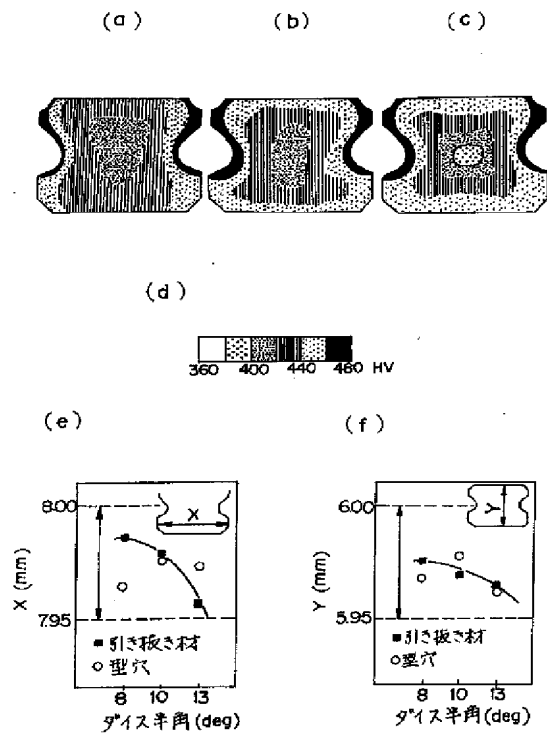 (a) (b) (c)
(d)
360 400 440 480 HV
(e) (f)
8.00
X
X (mm)
7.95
■引き抜き材
○型穴
8 10 13
ダイス半角(deg)
6.00
Y
Y (mm)
5.95
■引き抜き材
○型穴
8 10 13
ダイス半角(deg)